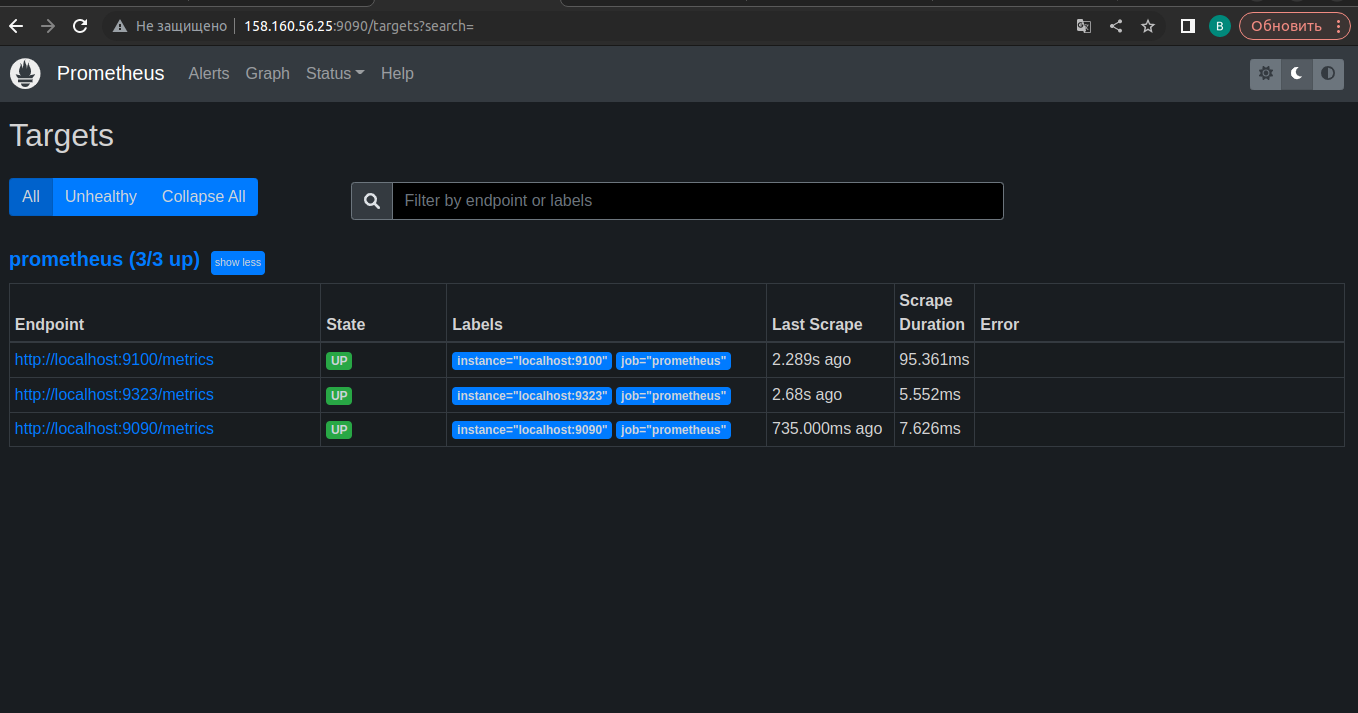 Не защищено 158.160.56.25:9090/targets?search= B Обновить
Prometheus Alerts Graph Status Help
Targets
All Unhealthy Collapse All Filter by endpoint or labels
prometheus (3/3 up) show less
Endpoint State Labels Last Scrape Scrape Duration Error
http://localhost:9100/metrics UP instance="localhost:9100" job="prometheus" 2.289s ago 95.361ms
http://localhost:9323/metrics UP instance="localhost:9323" job="prometheus" 2.68s ago 5.552ms
http://localhost:9090/metrics UP instance="localhost:9090" job="prometheus" 735.000ms ago 7.626ms